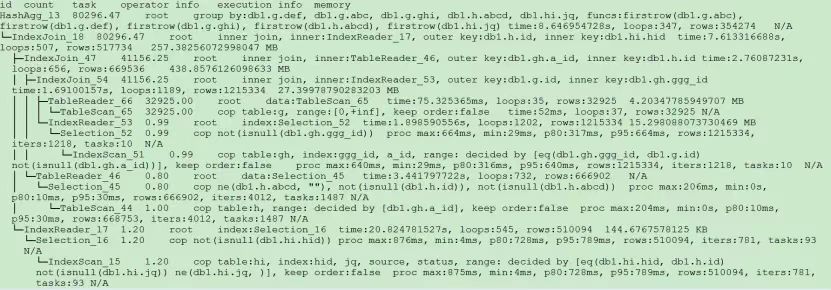 id count task operator info execution info memory
HashAgg_13 80296.47 root group by:db1.g.def, db1.g.abc, db1.g.ghi, db1.h.abcd, db1.hi.jq, funcs:firstrow(db1.g.abc),
firstrow(db1.g.def), firstrow(db1.g.ghi), firstrow(db1.h.abcd), firstrow(db1.hi.jq) time:8.646954728s, loops:347, rows:354274 N/A
└─IndexJoin_18 80296.47 root inner join, inner:IndexReader_17, outer key:db1.h.id, inner key:db1.hi.hid time:7.613316688s,
loops:507, rows:517734 257.38256072998047 MB
├─IndexJoin_47 41156.25 root inner join, inner:TableReader_46, outer key:db1.gh.a_id, inner key:db1.h.id time:2.76087231s,
loops:656, rows:669536 438.8576126098633 MB
│ ├─IndexJoin_54 41156.25 root inner join, inner:IndexReader_53, outer key:db1.g.id, inner key:db1.gh.ggg_id
time:1.69100157s, loops:1189, rows:1215334 27.39978790283203 MB
│ │ ├─TableReader_66 32925.00 root data:TableScan_65 time:75.325365ms, loops:35, rows:32925 4.20347785949707 MB
│ │ │ └─TableScan_65 32925.00 cop table:g, range:[0,+inf], keep order:false time:52ms, loops:37, rows:32925 N/A
│ │ └─IndexReader_53 0.99 root index:Selection_52 time:1.918590556s, loops:1202, rows:1215334 15.298088073730469 MB
│ │ └─Selection_52 0.99 cop not(isnull(db1.gh.ggg_id)) proc max:664ms, min:29ms, p80:317ms, p95:664ms, rows:1215334,
iters:1218, tasks:10 N/A
│ │ └─IndexScan_51 0.99 cop table:gh, index:ggg_id, a_id, range: decided by [eq(db1.gh.ggg_id, db1.g.id)
not(isnull(db1.gh.a_id))], keep order:false proc max:640ms, min:29ms, p80:316ms, p95:640ms, rows:1215334, iters:1218, tasks:10 N/A
│ └─TableReader_46 0.80 root data:Selection_45 time:3.441797722s, loops:732, rows:666902 N/A
│ └─Selection_45 0.80 cop ne(db1.h.abcd, ""), not(isnull(db1.h.id)), not(isnull(db1.h.abcd)) proc max:206ms, min:0s,
p80:10ms, p95:30ms, rows:666902, iters:4012, tasks:1487 N/A
│ └─TableScan_44 1.00 cop table:h, range: decided by [db1.gh.a_id], keep order:false proc max:204ms, min:0s, p80:10ms,
p95:30ms, rows:668753, iters:4012, tasks:1487 N/A
└─IndexReader_17 1.20 root index:Selection_16 time:20.824781527s, loops:545, rows:510094 144.6767578125 KB
└─Selection_16 1.20 cop not(isnull(db1.hi.hid)) proc max:876ms, min:4ms, p80:728ms, p95:789ms, rows:510094, iters:781, tasks:93
N/A
└─IndexScan_15 1.20 cop table:hi, index:hid, jq, source, status, range: decided by [eq(db1.hi.hid, db1.h.id)
not(isnull(db1.hi.jq)) ne(db1.hi.jq, )], keep order:false proc max:875ms, min:4ms, p80:728ms, p95:789ms, rows:510094, iters:781,
tasks:93 N/A